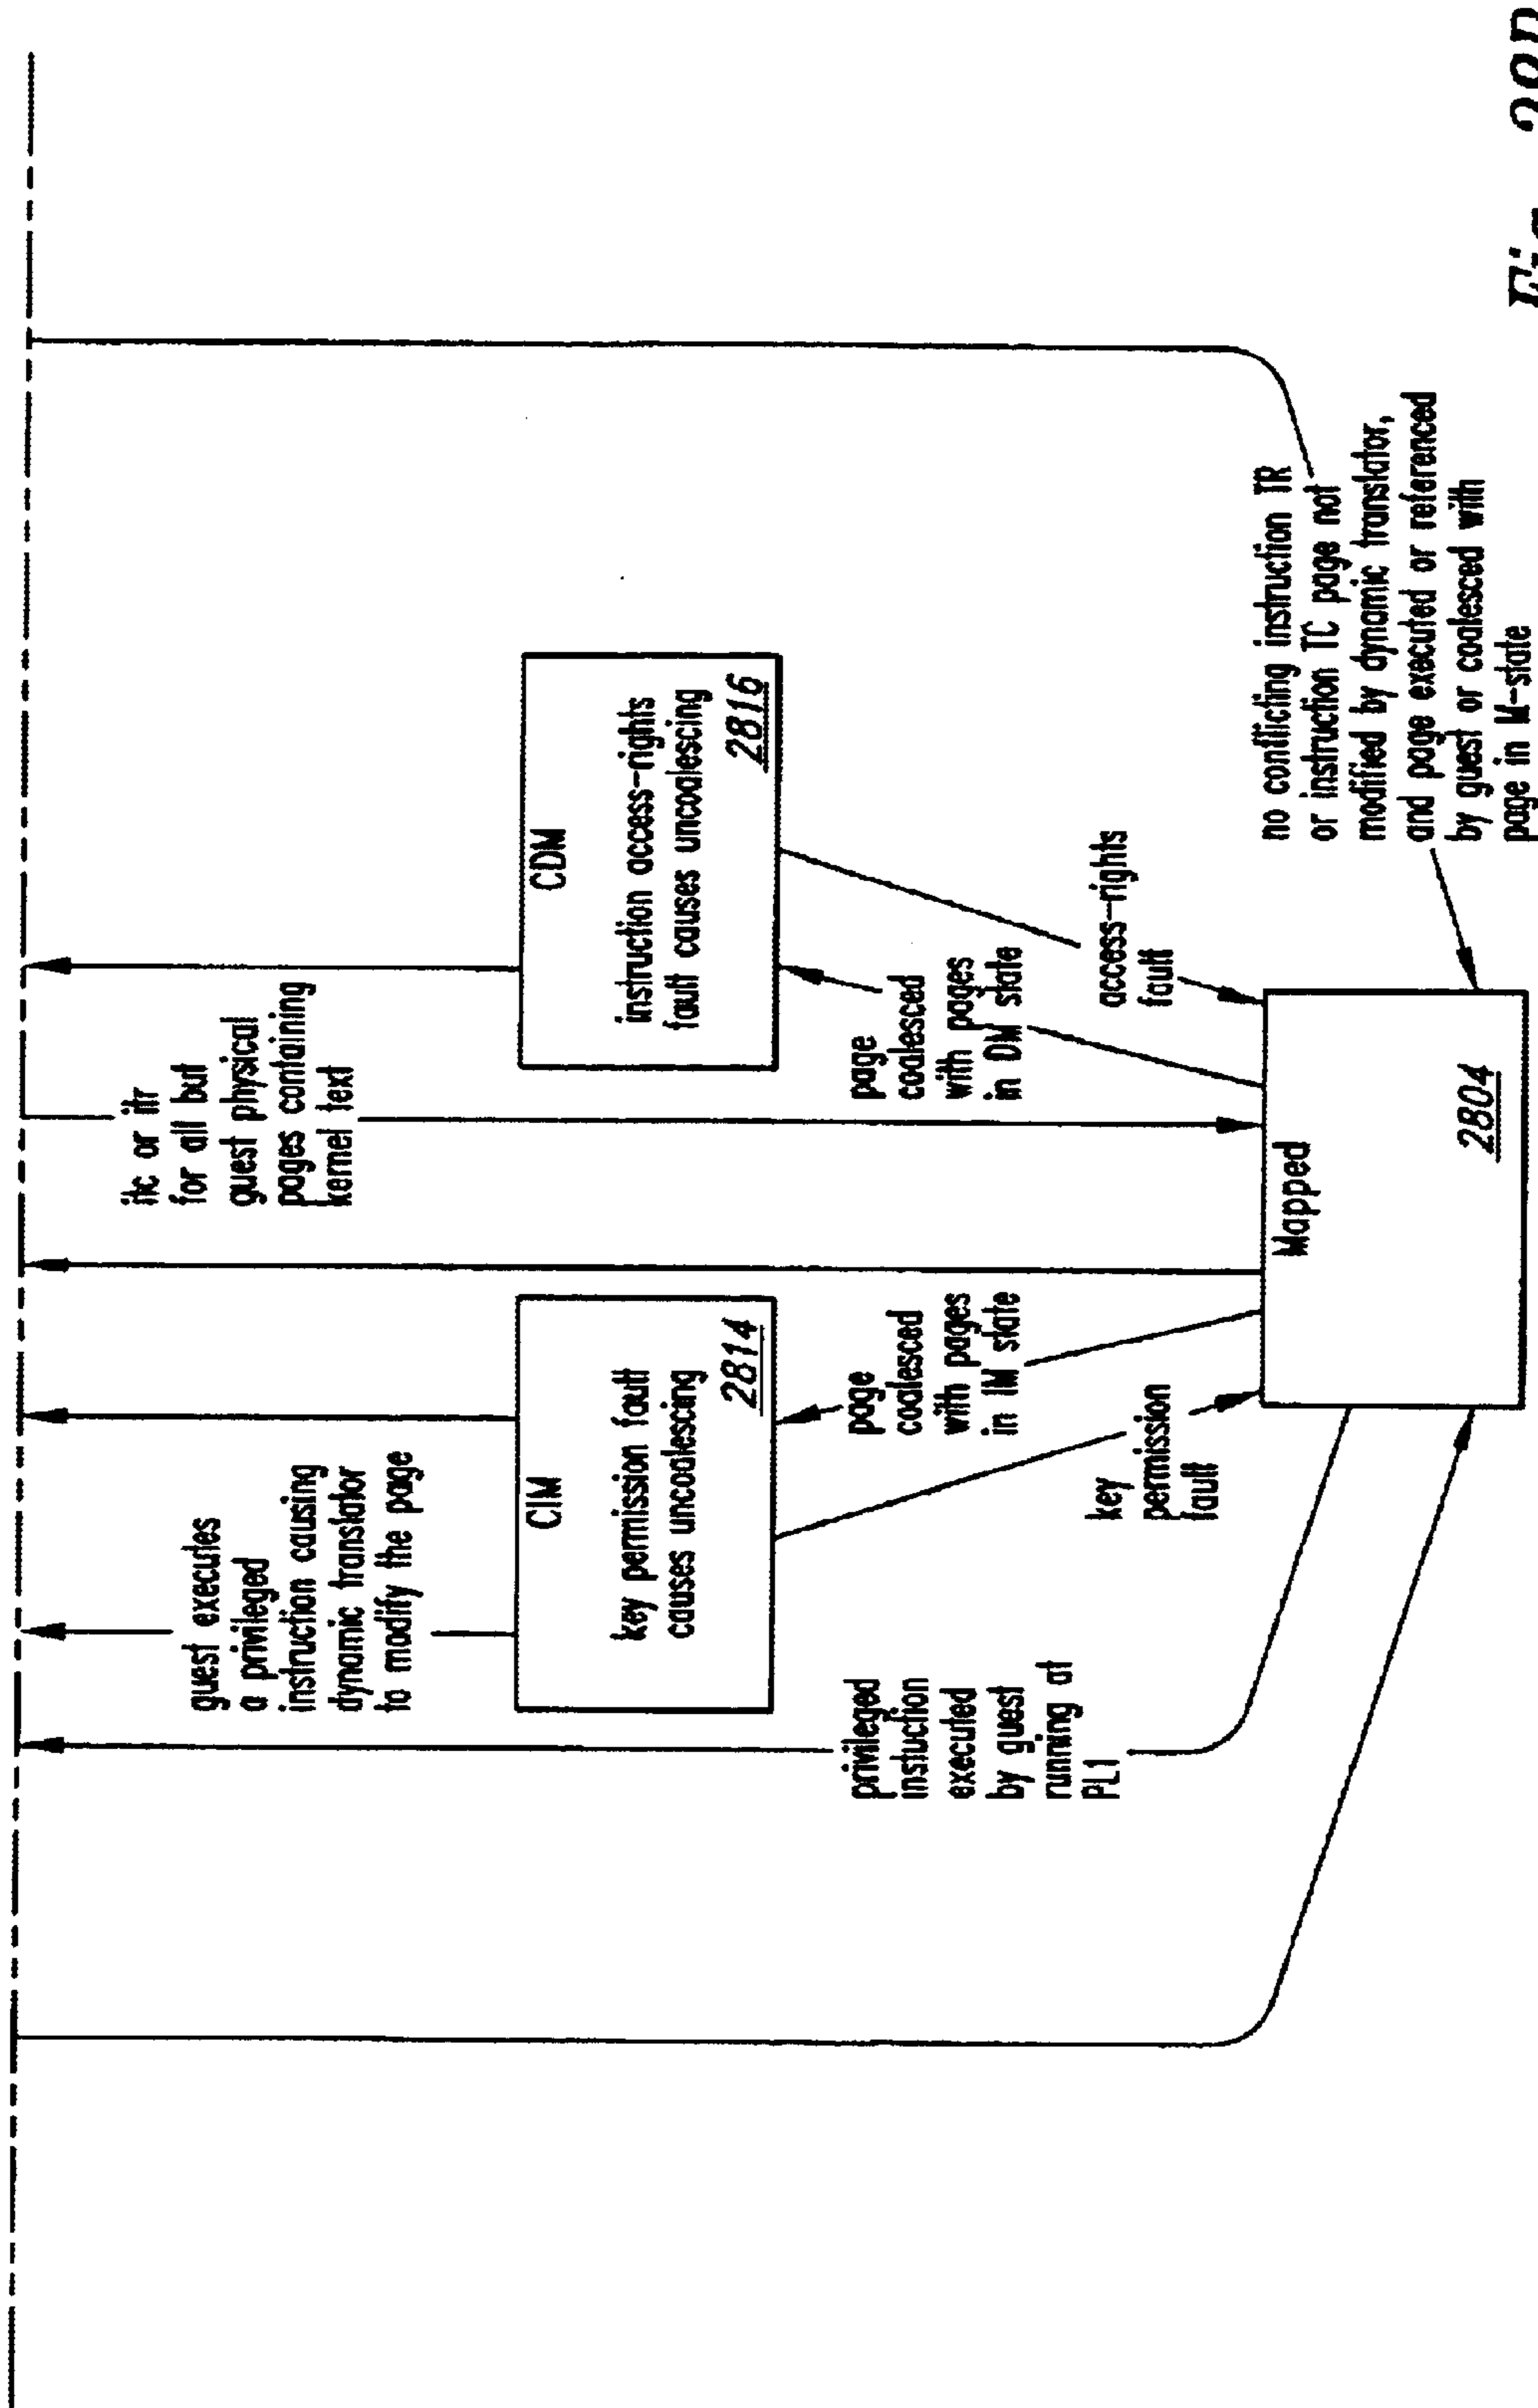 guest executes
a privileged
instruction causing
dynamic translator
to modify the page
itc or itr
for all but
guest physical
pages containing
kernel text
CIM
key permission fault
causes uncoalescing
2814
CDM
instruction access-rights
fault causes uncoalescing
2816
privileged
instuction
executed
by guest
running at
PL1
page
coalesced
with pages
in IM state
page
coalesced
with pages
in DM state
key
permission
fault
access-rights
fault
Mapped
2804
no conflicting instruction TR
or instruction TC page not
modified by dynamic translator,
and page executed or referenced
by guest or coalesced with
page in M-state